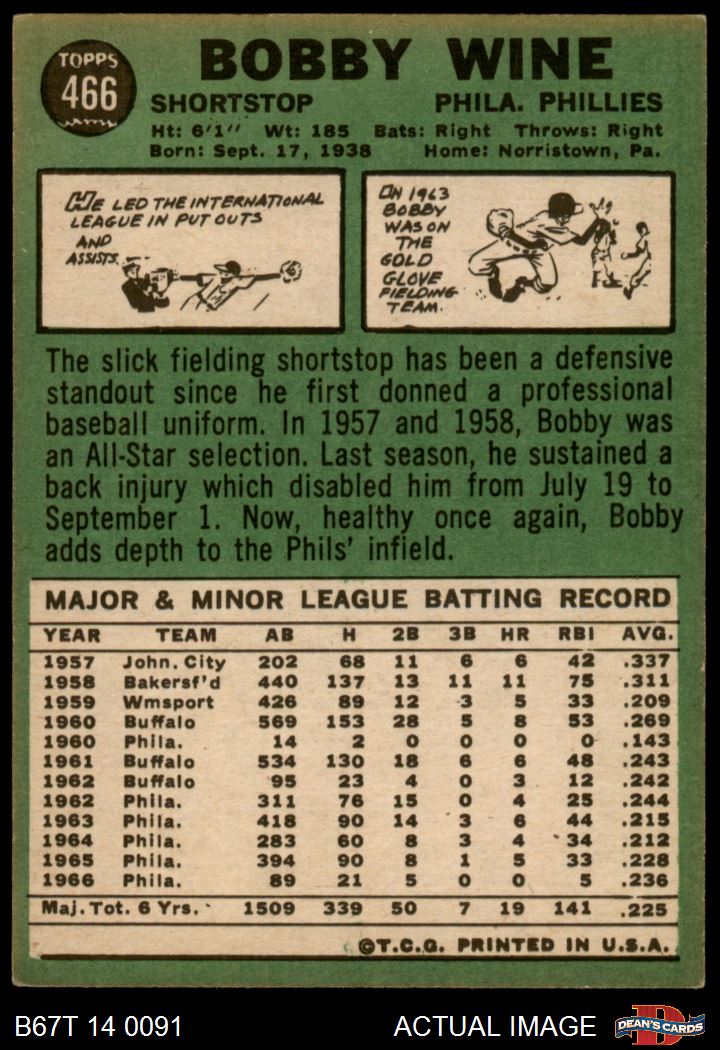 TOPPS
466
BOBBY WINE
SHORTSTOP PHILA. PHILLIES
Ht: 6'1" Wt: 185 Bats: Right Throws: Right
Born: Sept. 17, 1938 Home: Norristown, Pa.
HE LED THE INTERNATIONAL
LEAGUE IN PUT OUTS
AND
ASSISTS.
IN 1963
BOBBY
WAS ON
THE
GOLD
GLOVE
FIELDING
TEAM.
The slick fielding shortstop has been a defensive
standout since he first donned a professional
baseball uniform. In 1957 and 1958, Bobby was
an All-Star selection. Last season, he sustained a
back injury which disabled him from July 19 to
September 1. Now, healthy once again, Bobby
adds depth to the Phils' infield.
MAJOR & MINOR LEAGUE BATTING RECORD
YEAR TEAM AB H 2B 3B HR RBI AVG.
1957 John. City 202 68 11 6 6 42 .337
1958 Bakersf'd 440 137 13 11 11 75 .311
1959 Wmsport 426 89 12 3 5 33 .209
1960 Buffalo 569 153 28 5 8 53 .269
1960 Phila. 14 2 0 0 0 0 .143
1961 Buffalo 534 130 18 6 6 48 .243
1962 Buffalo 95 23 4 0 3 12 .242
1962 Phila. 311 76 15 0 4 25 .244
1963 Phila. 418 90 14 3 6 44 .215
1964 Phila. 283 60 8 3 4 34 .212
1965 Phila. 394 90 8 1 5 33 .228
1966 Phila. 89 21 5 0 0 5 .236
Maj. Tot. 6 Yrs. 1509 339 50 7 19 141 .225
©T.C.G. PRINTED IN U.S.A.
B67T 14 0091 ACTUAL IMAGE
D
DEAN'S CARDS